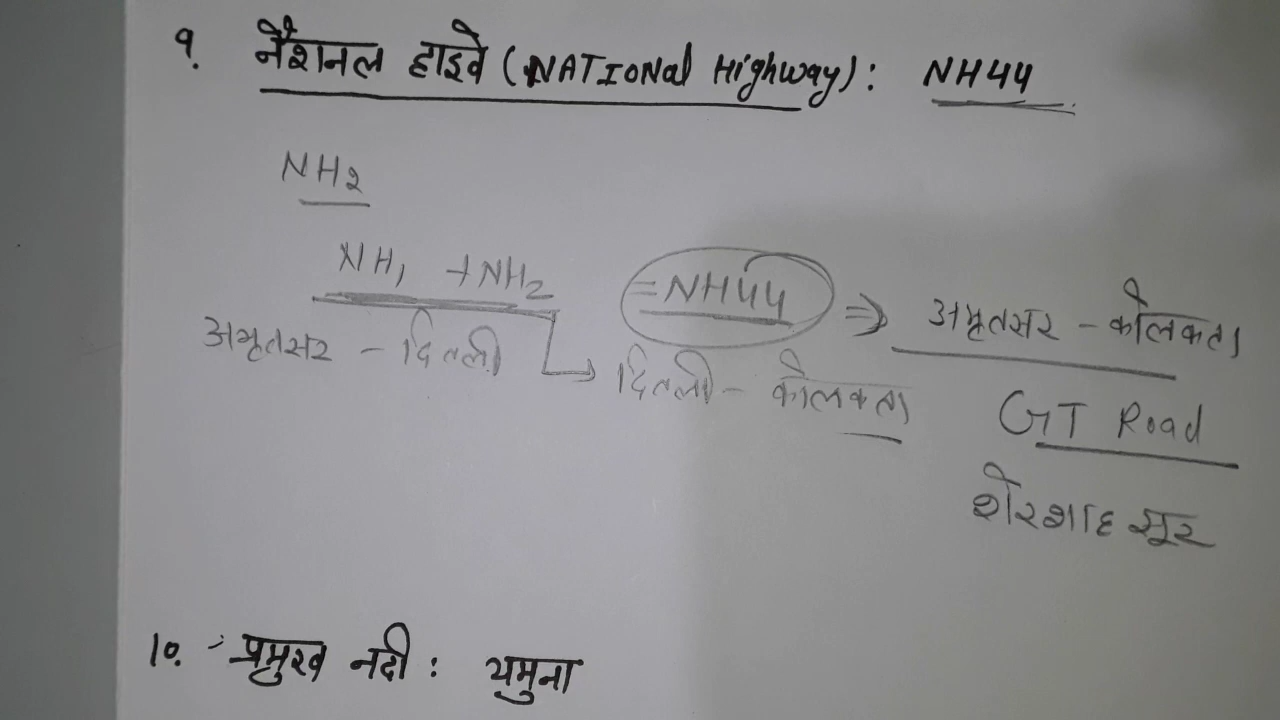 9. नैशनल हाइवे (NATIONal Highway): NH44
NH2
NH1 + NH2 = NH44 ⇒ अमृतसर - कोलकता
अमृतसर - दिल्ली → दिल्ली - कोलकता
GT Road
शेरशाह सूर
10. प्रमुख नदी : यमुना